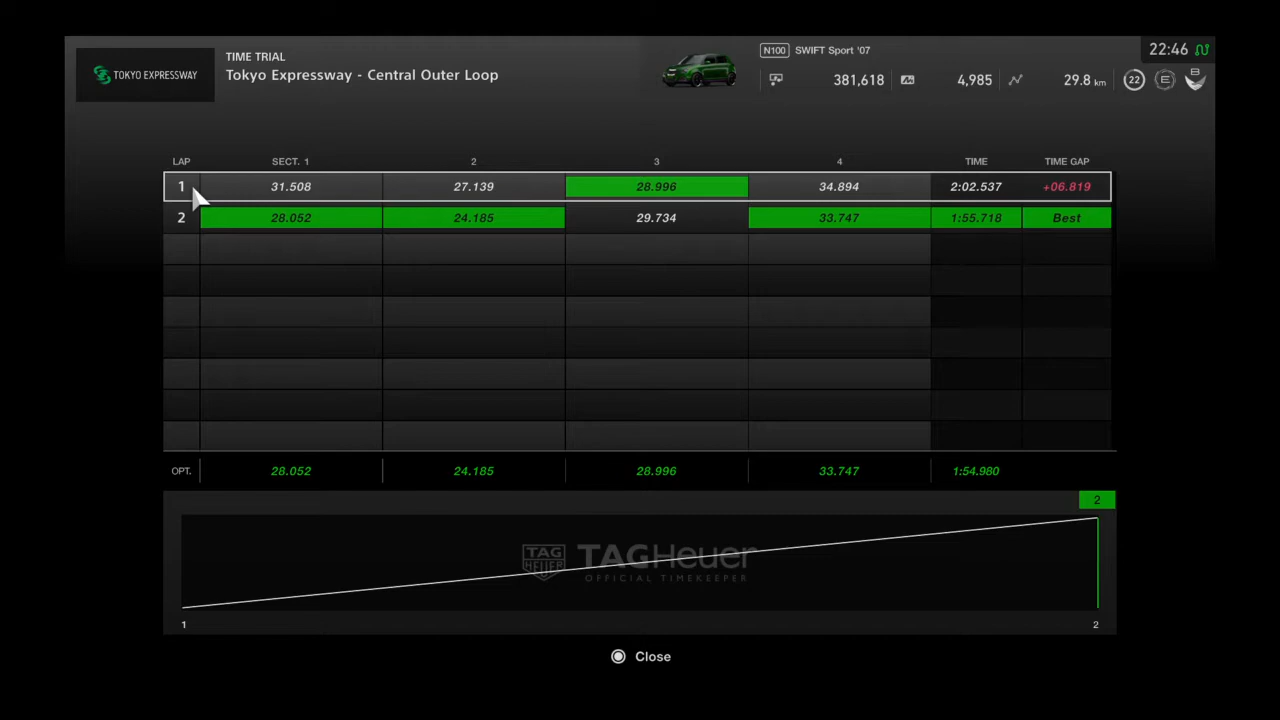 TOKYO EXPRESSWAY
TIME TRIAL
Tokyo Expressway - Central Outer Loop
N100 SWIFT Sport '07
381,618 4,985 29.8 km 22 E B
22:46
LAP SECT. 1 2 3 4 TIME TIME GAP
1 31.508 27.139 28.996 34.894 2:02.537 +06.819
2 28.052 24.185 29.734 33.747 1:55.718 Best
OPT. 28.052 24.185 28.996 33.747 1:54.980
2
TAG HEUER TAGHeuer
OFFICIAL TIMEKEEPER
1 2
Close